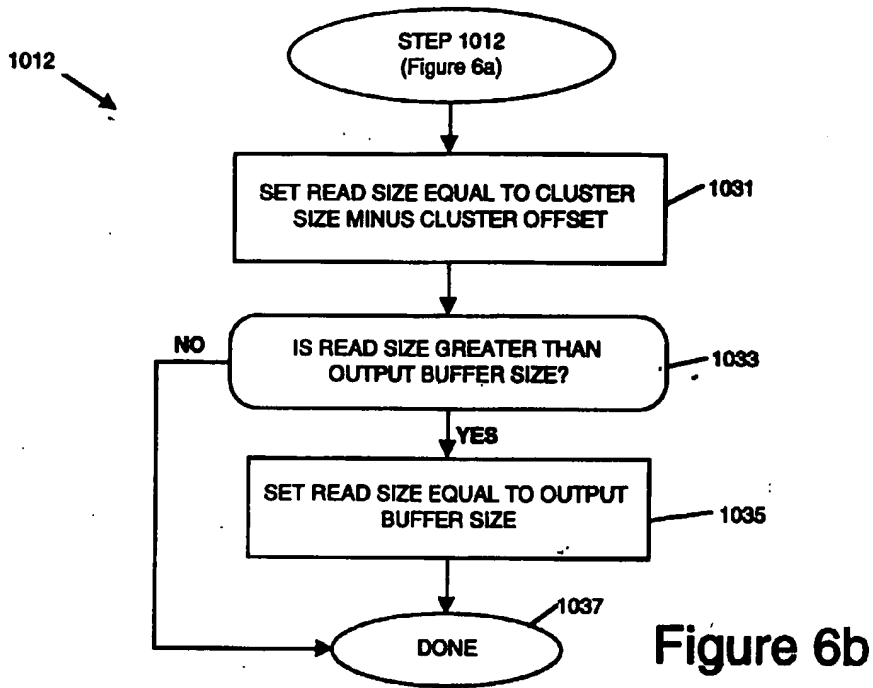 STEP 1012
(Figure 6a)
1012
SET READ SIZE EQUAL TO CLUSTER
SIZE MINUS CLUSTER OFFSET
1031
NO
IS READ SIZE GREATER THAN
OUTPUT BUFFER SIZE?
1033
YES
SET READ SIZE EQUAL TO OUTPUT
BUFFER SIZE
1035
1037
DONE
Figure 6b